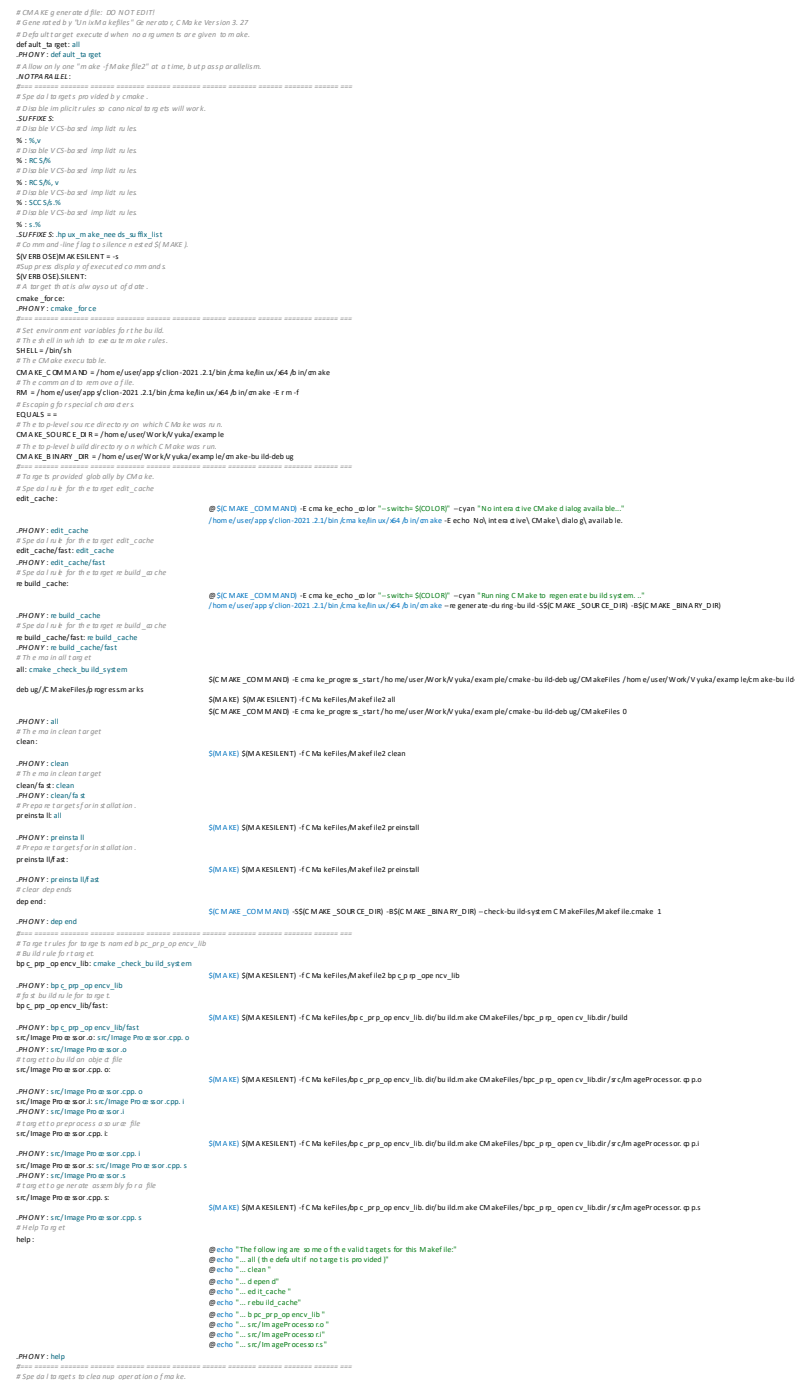 # CMAKE generated file: DO NOT EDIT!
# Generated by "Unix Makefiles" Generator, CMake Version 3.27
# Default target executed when no arguments are given to make.
default_target: all
.PHONY : default_target
# Allow only one "make -f Makefile2" at a time, but pass parallelism.
.NOTPARALLEL:
#=============================================================================
# Special targets provided by cmake.
# Disable implicit rules so canonical targets will work.
.SUFFIXES:
# Disable VCS-based implicit rules.
% : %,v
# Disable VCS-based implicit rules.
% : RCS/%
# Disable VCS-based implicit rules.
% : RCS/%,v
# Disable VCS-based implicit rules.
% : SCCS/s.%
# Disable VCS-based implicit rules.
% : s.%
.SUFFIXES: .hpux_make_needs_suffix_list
# Command-line flag to silence nested $(MAKE).
$(VERBOSE)MAKESILENT = -s
#Suppress display of executed commands.
$(VERBOSE).SILENT:
# A target that is always out of date.
cmake_force:
.PHONY : cmake_force
#=============================================================================
# Set environment variables for the build.
# The shell in which to execute make rules.
SHELL = /bin/sh
# The CMake executable.
CMAKE_COMMAND = /home/user/apps/clion-2021.2.1/bin/cmake/linux/x64/bin/cmake
# The command to remove a file.
RM = /home/user/apps/clion-2021.2.1/bin/cmake/linux/x64/bin/cmake -E rm -f
# Escaping for special characters.
EQUALS = =
# The top-level source directory on which CMake was run.
CMAKE_SOURCE_DIR = /home/user/Work/Vyuka/example
# The top-level build directory on which CMake was run.
CMAKE_BINARY_DIR = /home/user/Work/Vyuka/example/cmake-build-debug
#=============================================================================
# Targets provided globally by CMake.
# Special rule for the target edit_cache
edit_cache:
@$(CMAKE_COMMAND) -E cmake_echo_color "--switch=$(COLOR)" --cyan "No interactive CMake dialog available..."
/home/user/apps/clion-2021.2.1/bin/cmake/linux/x64/bin/cmake -E echo No\ interactive\ CMake\ dialog\ available.
.PHONY : edit_cache
# Special rule for the target edit_cache
edit_cache/fast: edit_cache
.PHONY : edit_cache/fast
# Special rule for the target rebuild_cache
rebuild_cache:
@$(CMAKE_COMMAND) -E cmake_echo_color "--switch=$(COLOR)" --cyan "Running CMake to regenerate build system..."
/home/user/apps/clion-2021.2.1/bin/cmake/linux/x64/bin/cmake --regenerate-during-build -S$(CMAKE_SOURCE_DIR) -B$(CMAKE_BINARY_DIR)
.PHONY : rebuild_cache
# Special rule for the target rebuild_cache
rebuild_cache/fast: rebuild_cache
.PHONY : rebuild_cache/fast
# The main all target
all: cmake_check_build_system
$(CMAKE_COMMAND) -E cmake_progress_start /home/user/Work/Vyuka/example/cmake-build-debug/CMakeFiles /home/user/Work/Vyuka/example/cmake-build-
debug//CMakeFiles/progress.marks
$(MAKE) $(MAKESILENT) -f CMakeFiles/Makefile2 all
$(CMAKE_COMMAND) -E cmake_progress_start /home/user/Work/Vyuka/example/cmake-build-debug/CMakeFiles 0
.PHONY : all
# The main clean target
clean:
$(MAKE) $(MAKESILENT) -f CMakeFiles/Makefile2 clean
.PHONY : clean
# The main clean target
clean/fast: clean
.PHONY : clean/fast
# Prepare targets for installation.
preinstall: all
$(MAKE) $(MAKESILENT) -f CMakeFiles/Makefile2 preinstall
.PHONY : preinstall
# Prepare targets for installation.
preinstall/fast:
$(MAKE) $(MAKESILENT) -f CMakeFiles/Makefile2 preinstall
.PHONY : preinstall/fast
# clear depends
depend:
$(CMAKE_COMMAND) -S$(CMAKE_SOURCE_DIR) -B$(CMAKE_BINARY_DIR) --check-build-system CMakeFiles/Makefile.cmake 1
.PHONY : depend
#=============================================================================
# Target rules for targets named bpc_prp_opencv_lib
# Build rule for target.
bpc_prp_opencv_lib: cmake_check_build_system
$(MAKE) $(MAKESILENT) -f CMakeFiles/Makefile2 bpc_prp_opencv_lib
.PHONY : bpc_prp_opencv_lib
# fast build rule for target.
bpc_prp_opencv_lib/fast:
$(MAKE) $(MAKESILENT) -f CMakeFiles/bpc_prp_opencv_lib.dir/build.make CMakeFiles/bpc_prp_opencv_lib.dir/build
.PHONY : bpc_prp_opencv_lib/fast
src/ImageProcessor.o: src/ImageProcessor.cpp.o
.PHONY : src/ImageProcessor.o
# target to build an object file
src/ImageProcessor.cpp.o:
$(MAKE) $(MAKESILENT) -f CMakeFiles/bpc_prp_opencv_lib.dir/build.make CMakeFiles/bpc_prp_opencv_lib.dir/src/ImageProcessor.cpp.o
.PHONY : src/ImageProcessor.cpp.o
src/ImageProcessor.i: src/ImageProcessor.cpp.i
.PHONY : src/ImageProcessor.i
# target to preprocess a source file
src/ImageProcessor.cpp.i:
$(MAKE) $(MAKESILENT) -f CMakeFiles/bpc_prp_opencv_lib.dir/build.make CMakeFiles/bpc_prp_opencv_lib.dir/src/ImageProcessor.cpp.i
.PHONY : src/ImageProcessor.cpp.i
src/ImageProcessor.s: src/ImageProcessor.cpp.s
.PHONY : src/ImageProcessor.s
# target to generate assembly for a file
src/ImageProcessor.cpp.s:
$(MAKE) $(MAKESILENT) -f CMakeFiles/bpc_prp_opencv_lib.dir/build.make CMakeFiles/bpc_prp_opencv_lib.dir/src/ImageProcessor.cpp.s
.PHONY : src/ImageProcessor.cpp.s
# Help Target
help:
@echo "The following are some of the valid targets for this Makefile:"
@echo "... all (the default if no target is provided)"
@echo "... clean"
@echo "... depend"
@echo "... edit_cache"
@echo "... rebuild_cache"
@echo "... bpc_prp_opencv_lib"
@echo "... src/ImageProcessor.o"
@echo "... src/ImageProcessor.i"
@echo "... src/ImageProcessor.s"
.PHONY : help
#=============================================================================
# Special targets to cleanup operation of make.